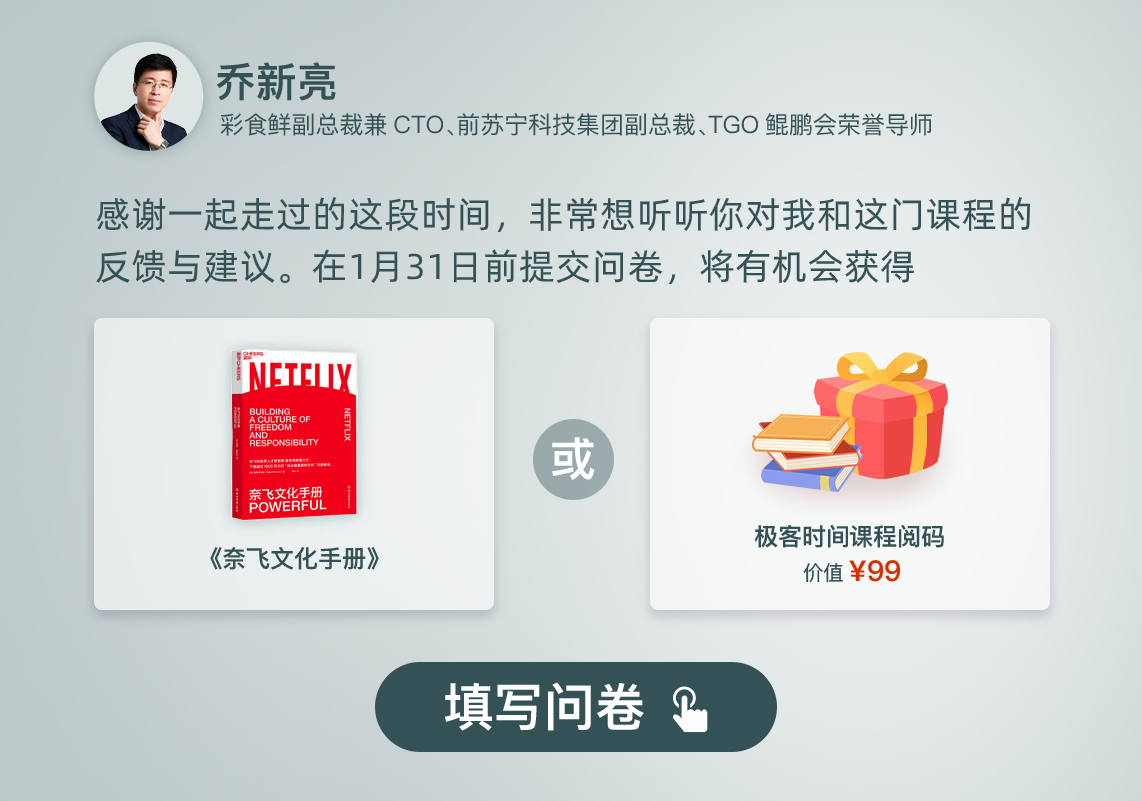 乔新亮
彩食鲜副总裁兼 CTO、前苏宁科技集团副总裁、TGO 鲲鹏会荣誉导师
感谢一起走过的这段时间，非常想听听你对我和这门课程的
反馈与建议。在1月31日前提交问卷，将有机会获得
CHEERS
NETFLIX
BUILDING
A CULTURE OF
FREEDOM
AND
RESPONSIBILITY
NETFLIX
奈飞文化手册
POWERFUL
《奈飞文化手册》
或
极客时间课程阅码
价值 ¥99
填写问卷